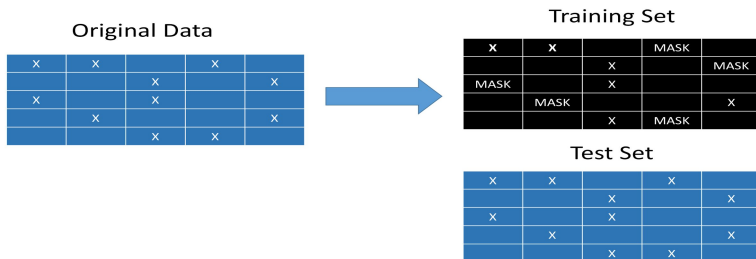 Original Data
X X X
X X
X X
X X
X X
Training Set
X X MASK
X MASK
MASK X
MASK X
X MASK
Test Set
X X X
X X
X X
X X
X X